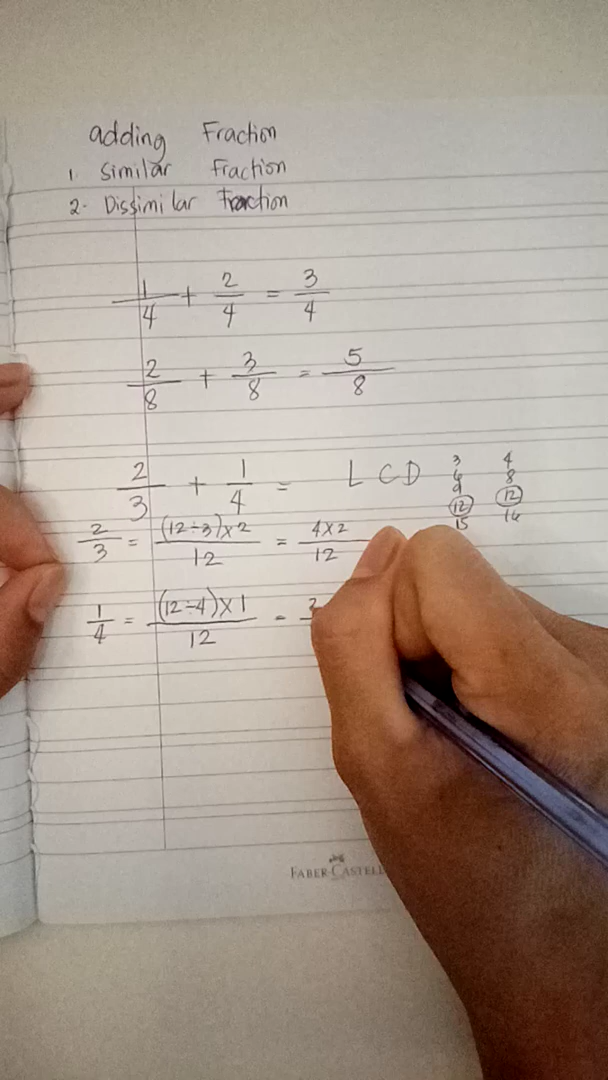 adding Fraction
1. Similar Fraction
2. Dissimilar Fraction
1/4 + 2/4 = 3/4
2/8 + 3/8 = 5/8
2/3 + 1/4 = LCD
3 4
6 8
9 12
12 16
15
2/3 = (12÷3)x2/12 = 4x2/12
1/4 = (12÷4)x1/12 =
FABER-CASTELL